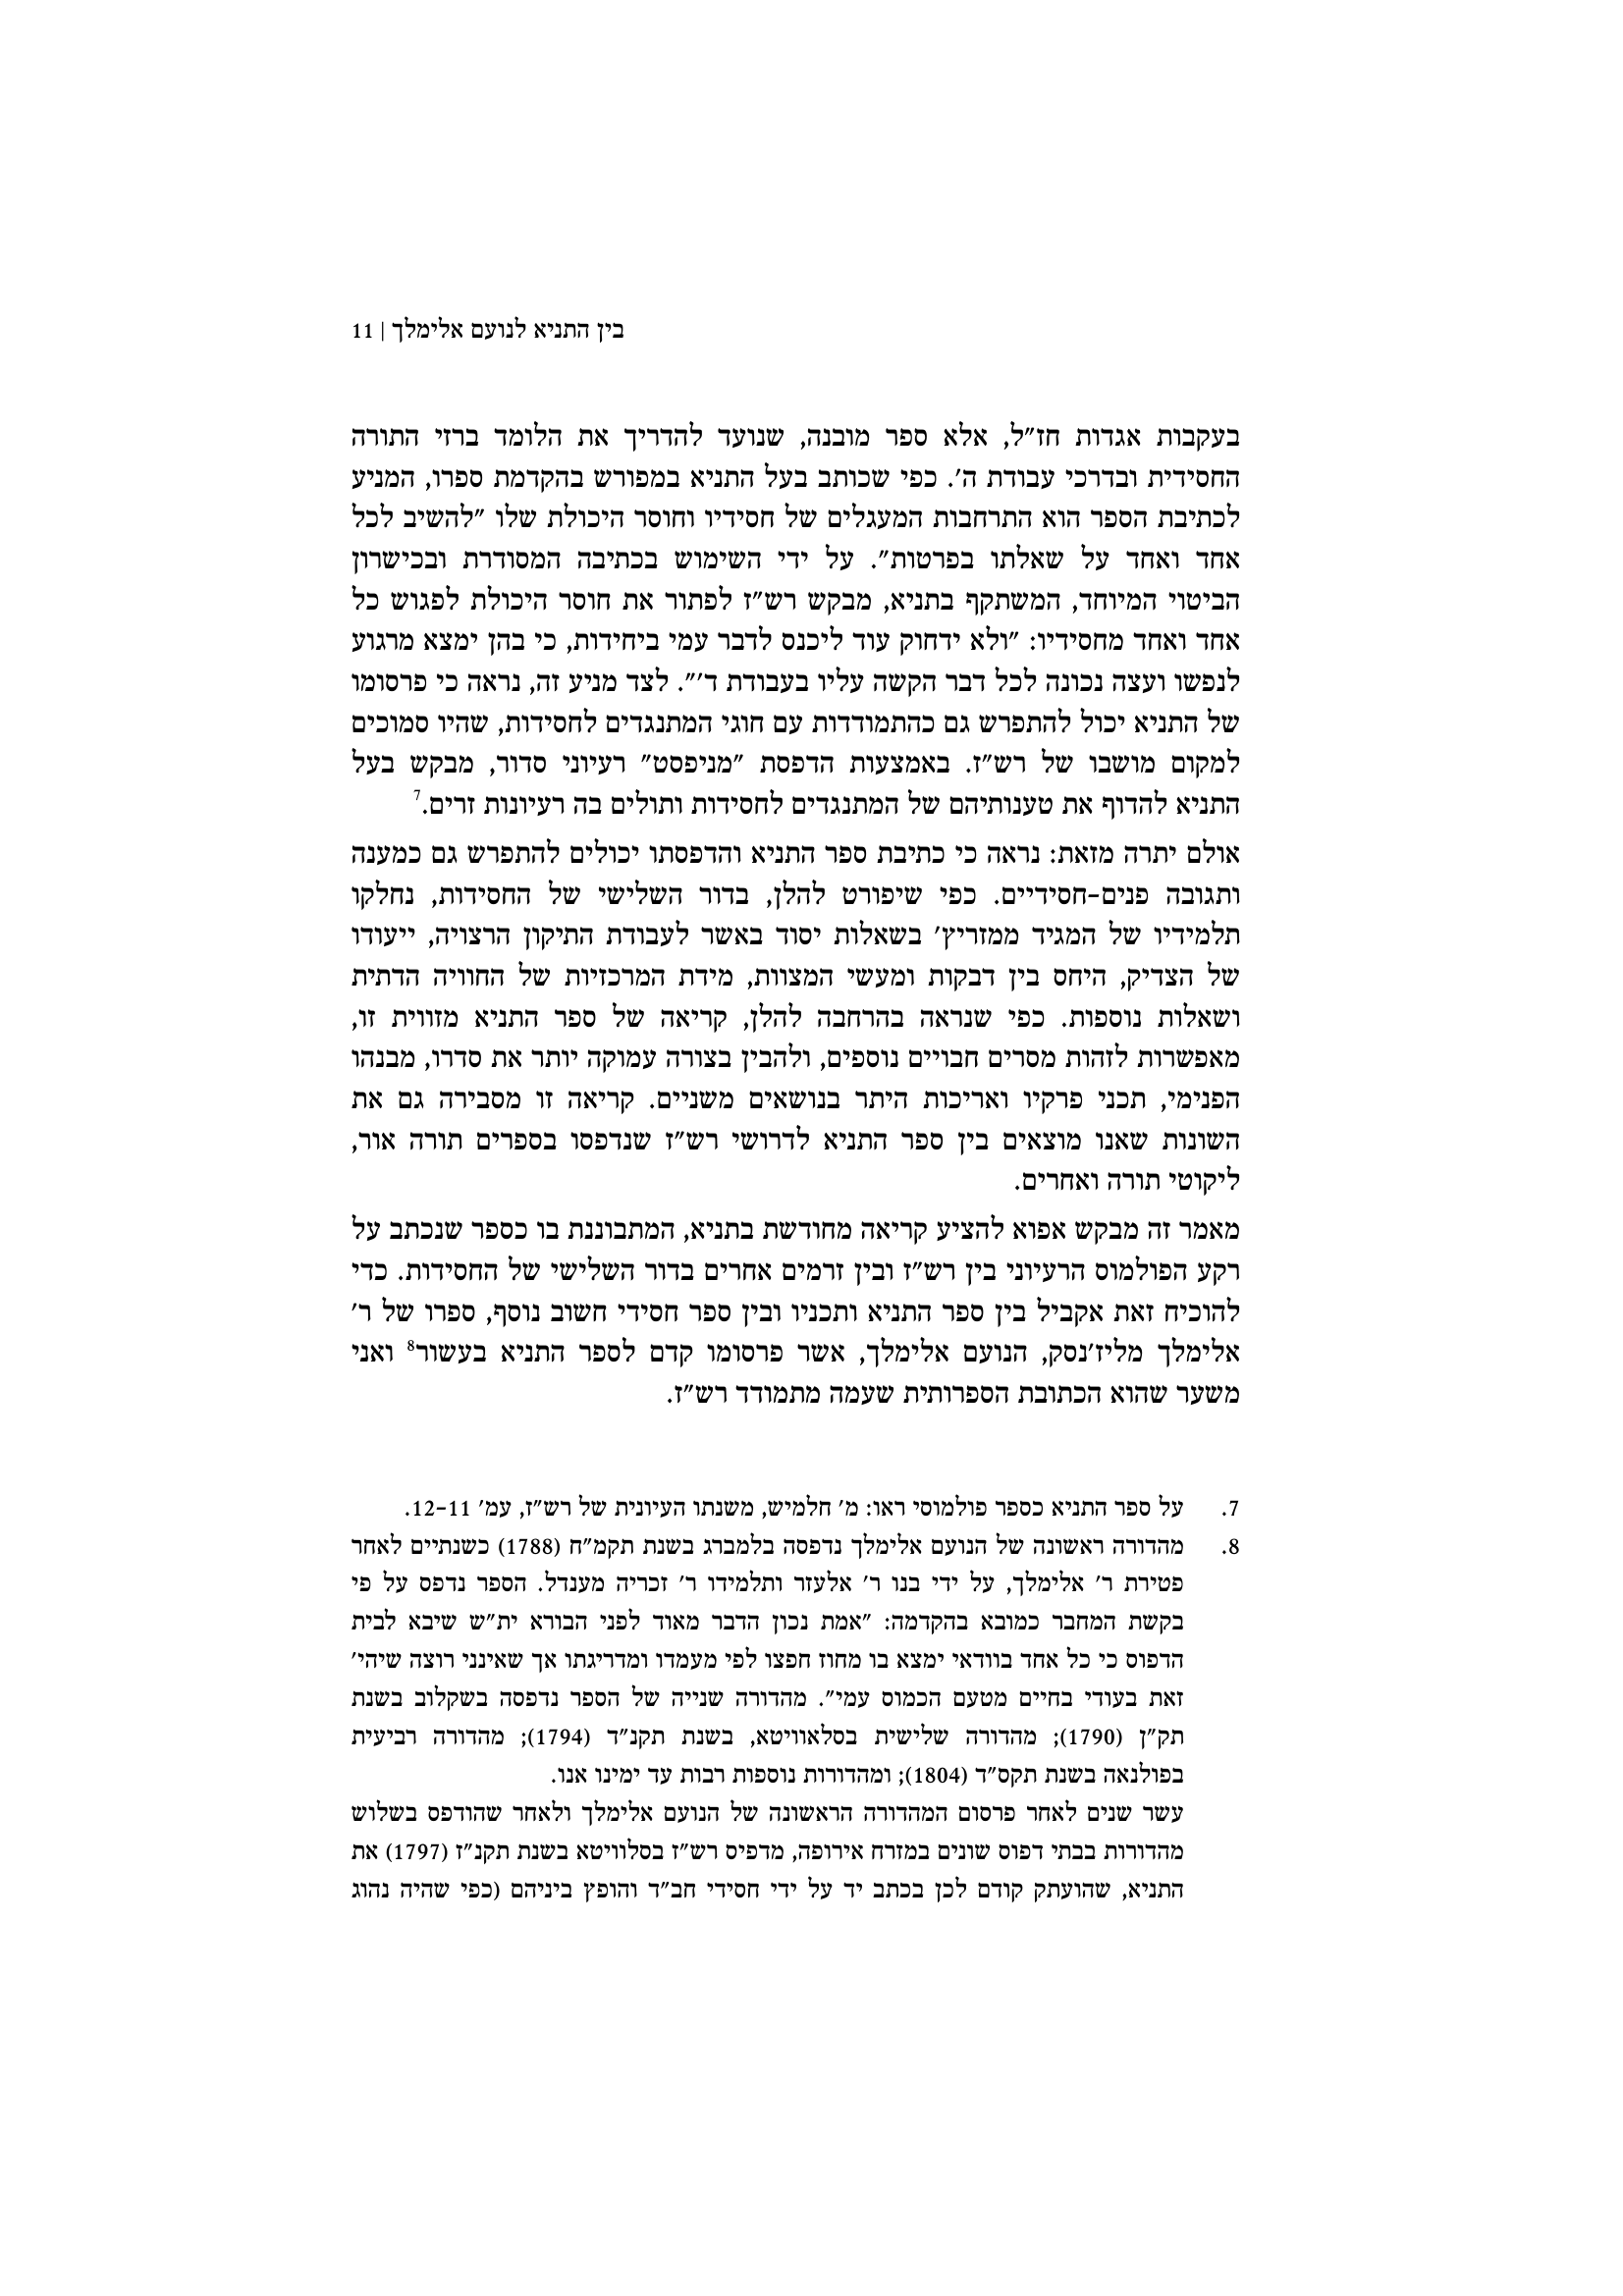 בין התניא לנועם אלימלך | 11
בעקבות אגדות חז״ל, אלא ספר מובנה, שנועד להדריך את הלומד ברזי התורה
החסידית ובדרכי עבודת ה׳. כפי שכותב בעל התניא במפורש בהקדמת ספרו, המניע
לכתיבת הספר הוא התרחבות המעגלים של חסידיו וחוסר היכולת שלו ״להשיב לכל
אחד ואחד על שאלתו בפרטות״. על ידי השימוש בכתיבה המסודרת ובכישרון
הביטוי המיוחד, המשתקף בתניא, מבקש רש״ז לפתור את חוסר היכולת לפגוש כל
אחד ואחד מחסידיו: ״ולא ידחוק עוד ליכנס לדבר עמי ביחידות, כי בהן ימצא מרגוע
לנפשו ועצה נכונה לכל דבר הקשה עליו בעבודת ד׳״. לצד מניע זה, נראה כי פרסומו
של התניא יכול להתפרש גם כהתמודדות עם חוגי המתנגדים לחסידות, שהיו סמוכים
למקום מושבו של רש״ז. באמצעות הדפסת ״מניפסט״ רעיוני סדור, מבקש בעל
התניא להדוף את טענותיהם של המתנגדים לחסידות ותולים בה רעיונות זרים.7
אולם יתרה מזאת: נראה כי כתיבת ספר התניא והדפסתו יכולים להתפרש גם כמענה
ותגובה פנים-חסידיים. כפי שיפורט להלן, בדור השלישי של החסידות, נחלקו
תלמידיו של המגיד ממזריץ׳ בשאלות יסוד באשר לעבודת התיקון הרצויה, ייעודו
של הצדיק, היחס בין דבקות ומעשי המצוות, מידת המרכזיות של החוויה הדתית
ושאלות נוספות. כפי שנראה בהרחבה להלן, קריאה של ספר התניא מזווית זו,
מאפשרות לזהות מסרים חבויים נוספים, ולהבין בצורה עמוקה יותר את סדרו, מבנהו
הפנימי, תכני פרקיו ואריכות היתר בנושאים משניים. קריאה זו מסבירה גם את
השונות שאנו מוצאים בין ספר התניא לדרושי רש״ז שנדפסו בספרים תורה אור,
ליקוטי תורה ואחרים.
מאמר זה מבקש אפוא להציע קריאה מחודשת בתניא, המתבוננת בו כספר שנכתב על
רקע הפולמוס הרעיוני בין רש״ז ובין זרמים אחרים בדור השלישי של החסידות. כדי
להוכיח זאת אקביל בין ספר התניא ותכניו ובין ספר חסידי חשוב נוסף, ספרו של ר׳
אלימלך מליז׳נסק, הנועם אלימלך, אשר פרסומו קדם לספר התניא בעשור8 ואני
משער שהוא הכתובת הספרותית שעמה מתמודד רש״ז.
7. על ספר התניא כספר פולמוסי ראו: מ׳ חלמיש, משנתו העיונית של רש״ז, עמ׳ 11–12.
8. מהדורה ראשונה של הנועם אלימלך נדפסה בלמברג בשנת תקמ״ח (1788) כשנתיים לאחר
פטירת ר׳ אלימלך, על ידי בנו ר׳ אלעזר ותלמידו ר׳ זכריה מענדל. הספר נדפס על פי
בקשת המחבר כמובא בהקדמה: ״אמת נכון הדבר מאוד לפני הבורא ית״ש שיבא לבית
הדפוס כי כל אחד בוודאי ימצא בו מחוז חפצו לפי מעמדו ומדריגתו אך שאינני רוצה שיהי׳
זאת בעודי בחיים מטעם הכמוס עמי״. מהדורה שנייה של הספר נדפסה בשקלוב בשנת
תק״ן (1790); מהדורה שלישית בסלאוויטא, בשנת תקנ״ד (1794); מהדורה רביעית
בפולנאה בשנת תקס״ד (1804); ומהדורות נוספות רבות עד ימינו אנו.
עשר שנים לאחר פרסום המהדורה הראשונה של הנועם אלימלך ולאחר שהודפס בשלוש
מהדורות בבתי דפוס שונים במזרח אירופה, מדפיס רש״ז בסלוויטא בשנת תקנ״ז (1797) את
התניא, שהועתק קודם לכן בכתב יד על ידי חסידי חב״ד והופץ ביניהם (כפי שהיה נהוג